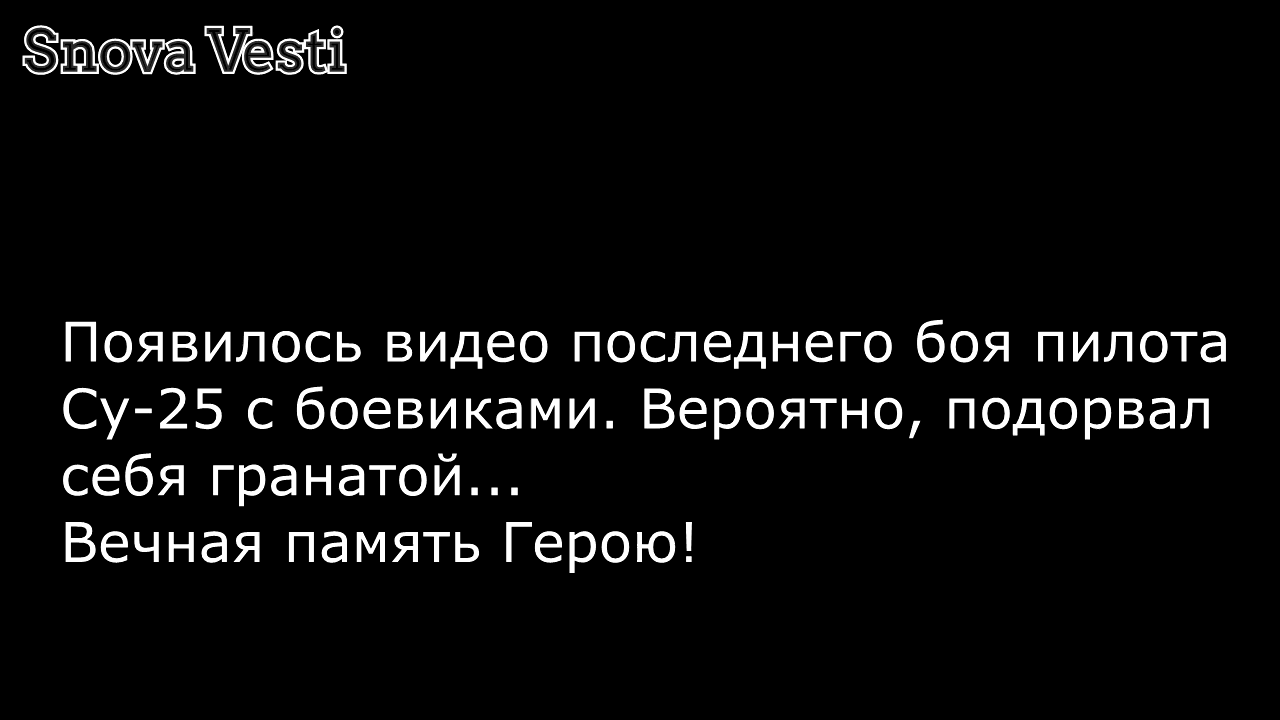 Snova Vesti
Появилось видео последнего боя пилота
Су-25 с боевиками. Вероятно, подорвал
себя гранатой...
Вечная память Герою!